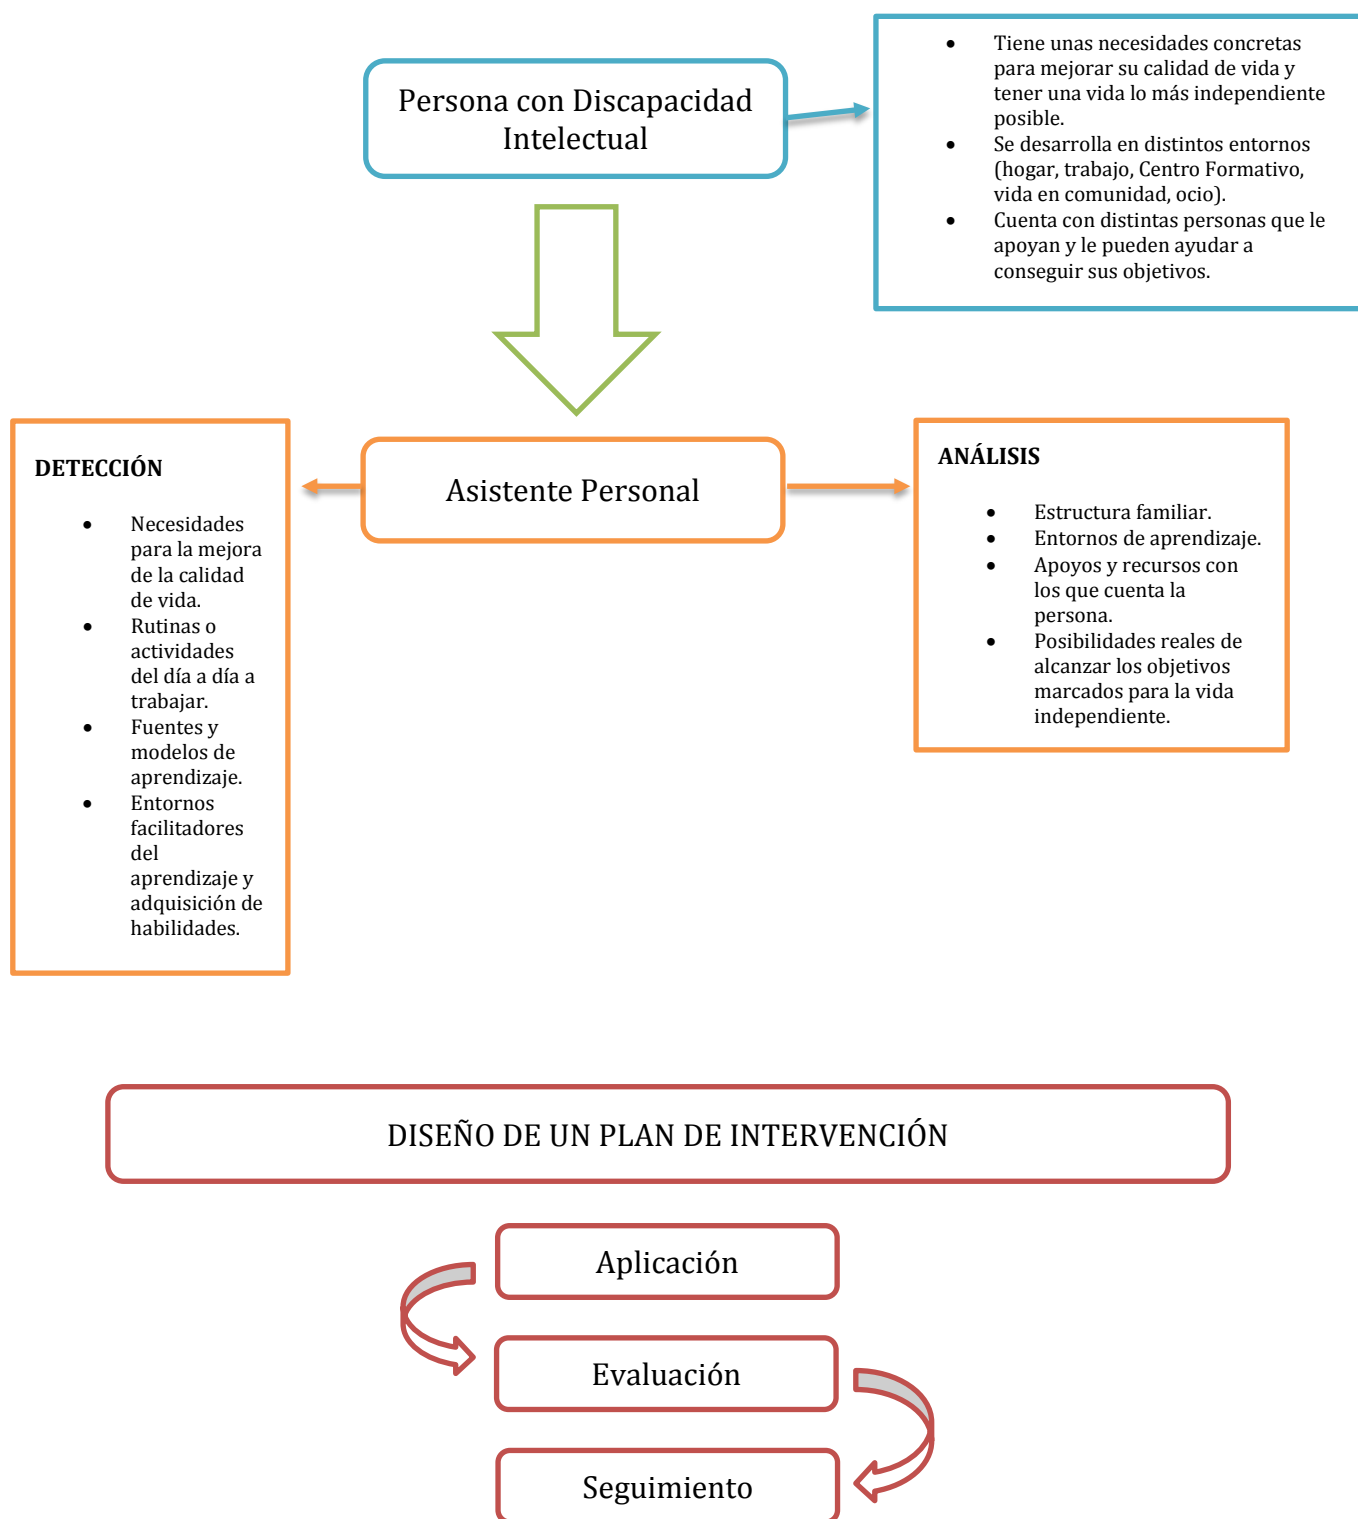 Persona con Discapacidad
Intelectual
• Tiene unas necesidades concretas
para mejorar su calidad de vida y
tener una vida lo más independiente
posible.
• Se desarrolla en distintos entornos
(hogar, trabajo, Centro Formativo,
vida en comunidad, ocio).
• Cuenta con distintas personas que le
apoyan y le pueden ayudar a
conseguir sus objetivos.
DETECCIÓN
• Necesidades
para la mejora
de la calidad
de vida.
• Rutinas o
actividades
del día a día a
trabajar.
• Fuentes y
modelos de
aprendizaje.
• Entornos
facilitadores
del
aprendizaje y
adquisición de
habilidades.
Asistente Personal
ANÁLISIS
• Estructura familiar.
• Entornos de aprendizaje.
• Apoyos y recursos con
los que cuenta la
persona.
• Posibilidades reales de
alcanzar los objetivos
marcados para la vida
independiente.
DISEÑO DE UN PLAN DE INTERVENCIÓN
Aplicación
Evaluación
Seguimiento